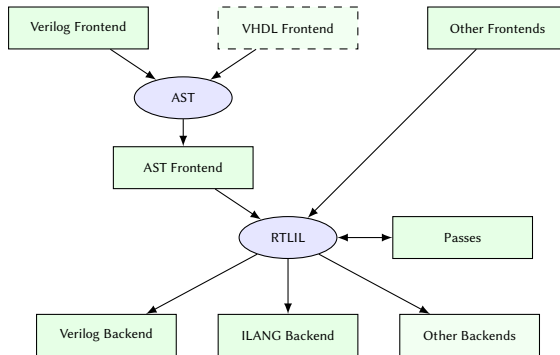 Verilog Frontend
VHDL Frontend
Other Frontends
AST
AST Frontend
RTLIL
Passes
Verilog Backend
ILANG Backend
Other Backends